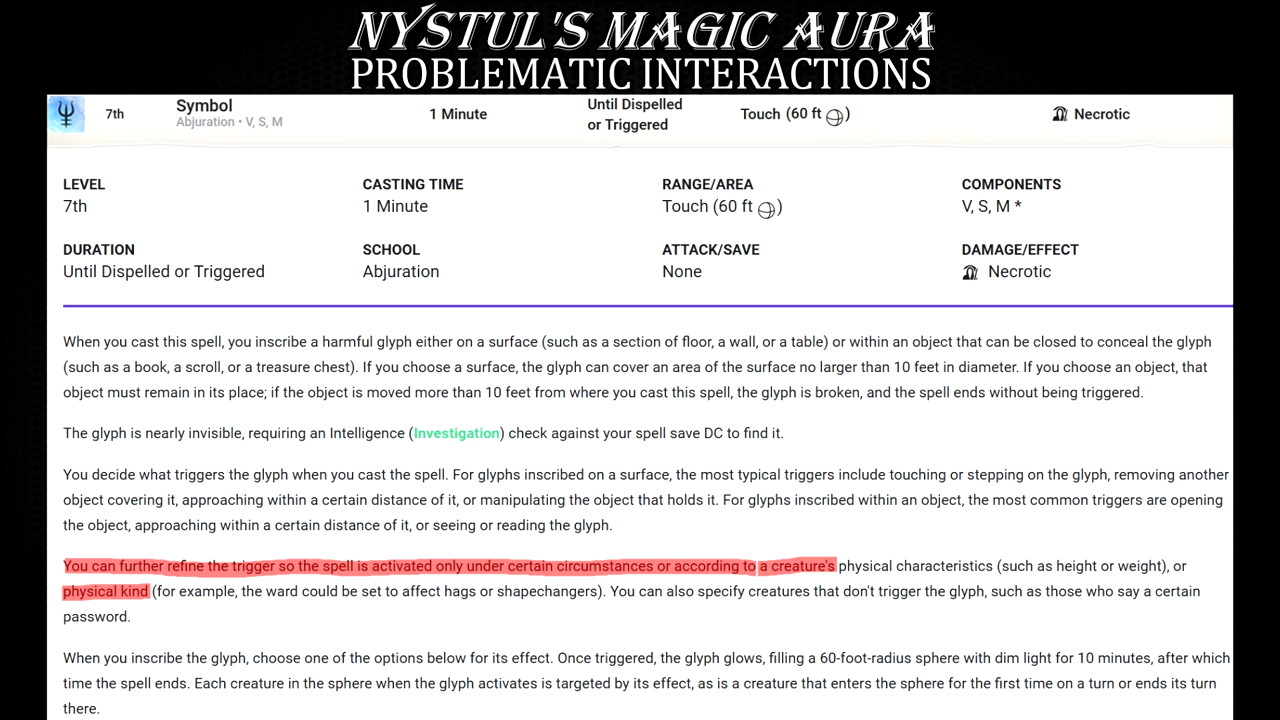 NYSTUL'S MAGIC AURA
PROBLEMATIC INTERACTIONS
7th
Symbol
Abjuration • V, S, M
1 Minute
Until Dispelled
or Triggered
Touch (60 ft )
Necrotic
LEVEL
7th
CASTING TIME
1 Minute
RANGE/AREA
Touch (60 ft )
COMPONENTS
V, S, M *
DURATION
Until Dispelled or Triggered
SCHOOL
Abjuration
ATTACK/SAVE
None
DAMAGE/EFFECT
Necrotic
When you cast this spell, you inscribe a harmful glyph either on a surface (such as a section of floor, a wall, or a table) or within an object that can be closed to conceal the glyph
(such as a book, a scroll, or a treasure chest). If you choose a surface, the glyph can cover an area of the surface no larger than 10 feet in diameter. If you choose an object, that
object must remain in its place; if the object is moved more than 10 feet from where you cast this spell, the glyph is broken, and the spell ends without being triggered.
The glyph is nearly invisible, requiring an Intelligence (Investigation) check against your spell save DC to find it.
You decide what triggers the glyph when you cast the spell. For glyphs inscribed on a surface, the most typical triggers include touching or stepping on the glyph, removing another
object covering it, approaching within a certain distance of it, or manipulating the object that holds it. For glyphs inscribed within an object, the most common triggers are opening
the object, approaching within a certain distance of it, or seeing or reading the glyph.
You can further refine the trigger so the spell is activated only under certain circumstances or according to a creature's physical characteristics (such as height or weight), or
physical kind (for example, the ward could be set to affect hags or shapechangers). You can also specify creatures that don't trigger the glyph, such as those who say a certain
password.
When you inscribe the glyph, choose one of the options below for its effect. Once triggered, the glyph glows, filling a 60-foot-radius sphere with dim light for 10 minutes, after which
time the spell ends. Each creature in the sphere when the glyph activates is targeted by its effect, as is a creature that enters the sphere for the first time on a turn or ends its turn
there.